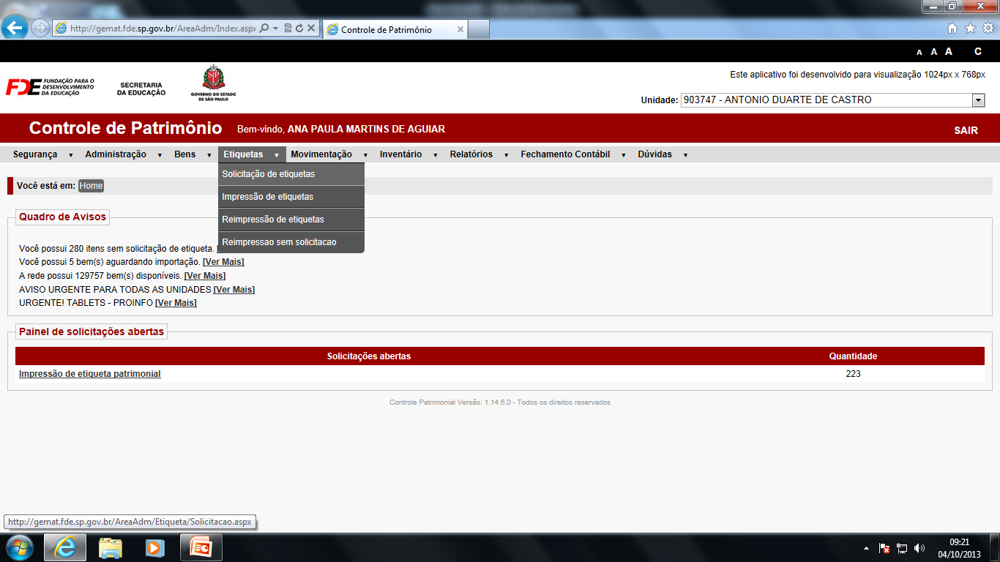 http://gemat.fde.sp.gov.br/AreaAdm/Index.aspx
Controle de Patrimônio
A A A C
FDE FUNDAÇÃO PARA O DESENVOLVIMENTO DA EDUCAÇÃO
SECRETARIA DA EDUCAÇÃO
GOVERNO DO ESTADO DE SÃO PAULO
Este aplicativo foi desenvolvido para visualização 1024px x 768px
Unidade: 903747 - ANTONIO DUARTE DE CASTRO
Controle de Patrimônio Bem-vindo, ANA PAULA MARTINS DE AGUIAR SAIR
Segurança Administração Bens Etiquetas Movimentação Inventário Relatórios Fechamento Contábil Dúvidas
Solicitação de etiquetas
Impressão de etiquetas
Reimpressão de etiquetas
Reimpressao sem solicitacao
Você está em: Home
Quadro de Avisos
Você possui 280 itens sem solicitação de etiqueta.
Você possui 5 bem(s) aguardando importação. [Ver Mais]
A rede possui 129757 bem(s) disponíveis. [Ver Mais]
AVISO URGENTE PARA TODAS AS UNIDADES [Ver Mais]
URGENTE! TABLETS - PROINFO [Ver Mais]
Painel de solicitações abertas
Solicitações abertas Quantidade
Impressão de etiqueta patrimonial 223
Controle Patrimonial Versão: 1.14.6.0 - Todos os direitos reservados
http://gemat.fde.sp.gov.br/AreaAdm/Etiqueta/Solicitacao.aspx
09:21
04/10/2013